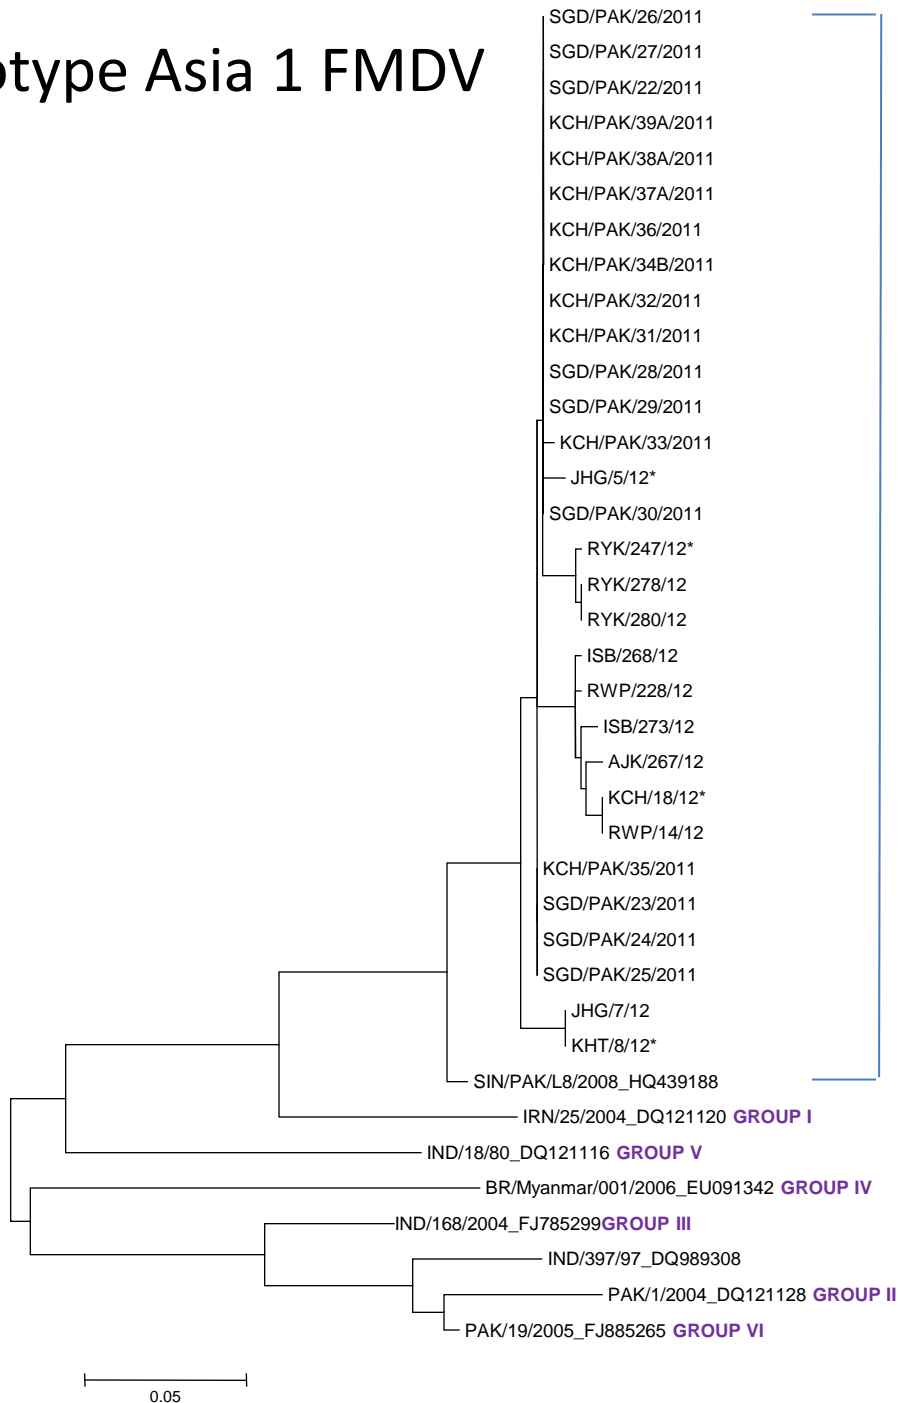 otype Asia 1 FMDV
SGD/PAK/26/2011
SGD/PAK/27/2011
SGD/PAK/22/2011
KCH/PAK/39A/2011
KCH/PAK/38A/2011
KCH/PAK/37A/2011
KCH/PAK/36/2011
KCH/PAK/34B/2011
KCH/PAK/32/2011
KCH/PAK/31/2011
SGD/PAK/28/2011
SGD/PAK/29/2011
KCH/PAK/33/2011
JHG/5/12*
SGD/PAK/30/2011
RYK/247/12*
RYK/278/12
RYK/280/12
ISB/268/12
RWP/228/12
ISB/273/12
AJK/267/12
KCH/18/12*
RWP/14/12
KCH/PAK/35/2011
SGD/PAK/23/2011
SGD/PAK/24/2011
SGD/PAK/25/2011
JHG/7/12
KHT/8/12*
SIN/PAK/L8/2008_HQ439188
IRN/25/2004_DQ121120 GROUP I
IND/18/80_DQ121116 GROUP V
BR/Myanmar/001/2006_EU091342 GROUP IV
IND/168/2004_FJ785299GROUP III
IND/397/97_DQ989308
PAK/1/2004_DQ121128 GROUP II
PAK/19/2005_FJ885265 GROUP VI
0.05